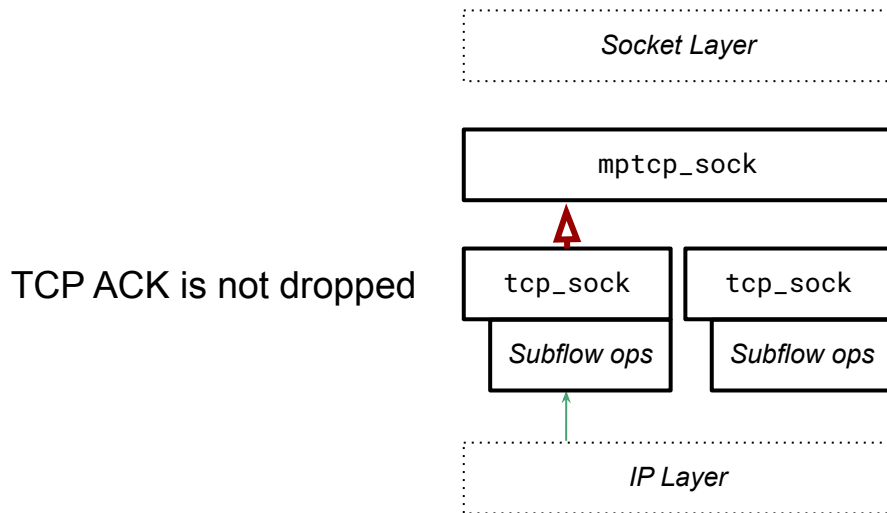 Socket Layer
mptcp_sock
TCP ACK is not dropped
tcp_sock
tcp_sock
Subflow ops
Subflow ops
IP Layer